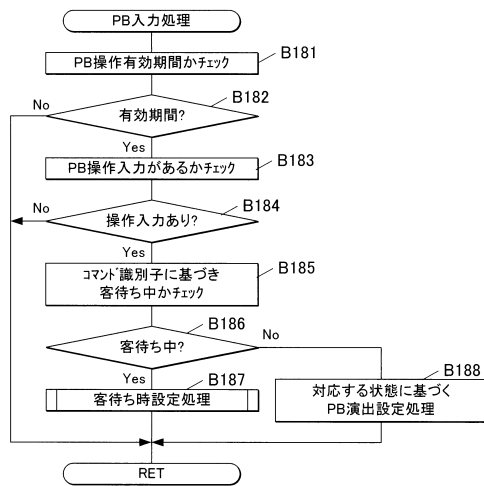 PB入力処理
PB操作有効期間かチェック
B181
有効期間?
B182
No
Yes
PB操作入力があるかチェック
B183
操作入力あり?
B184
No
Yes
コマンド識別子に基づき
客待ち中かチェック
B185
客待ち中?
B186
No
Yes
客待ち時設定処理
B187
対応する状態に基づく
PB演出設定処理
B188
RET